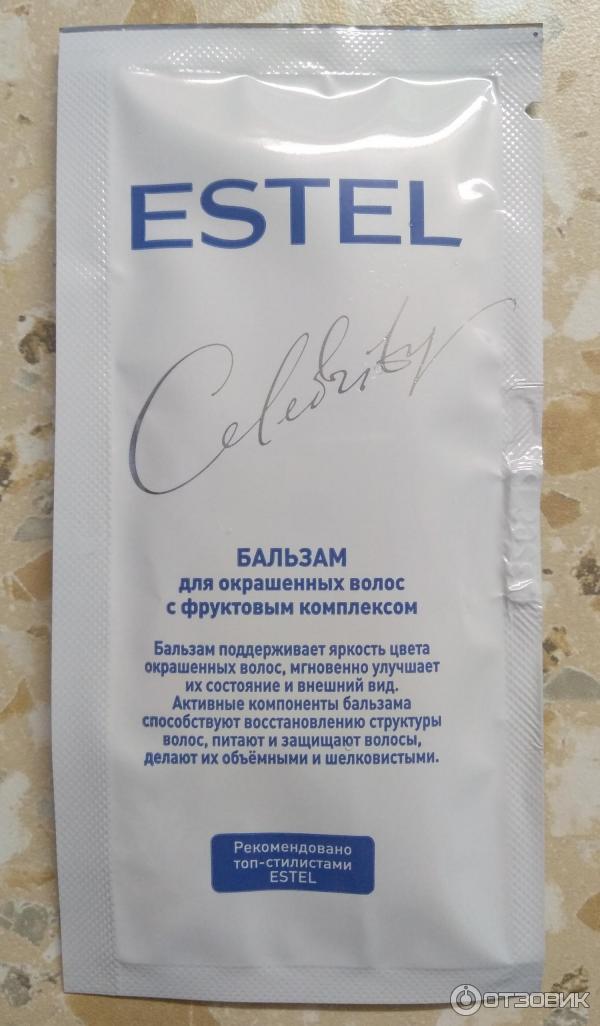 ESTEL
Celebrity
БАЛЬЗАМ
для окрашенных волос
с фруктовым комплексом
Бальзам поддерживает яркость цвета
окрашенных волос, мгновенно улучшает
их состояние и внешний вид.
Активные компоненты бальзама
способствуют восстановлению структуры
волос, питают и защищают волосы,
делают их объёмными и шелковистыми.
Рекомендовано
топ-стилистами
ESTEL
ОТЗОВИК